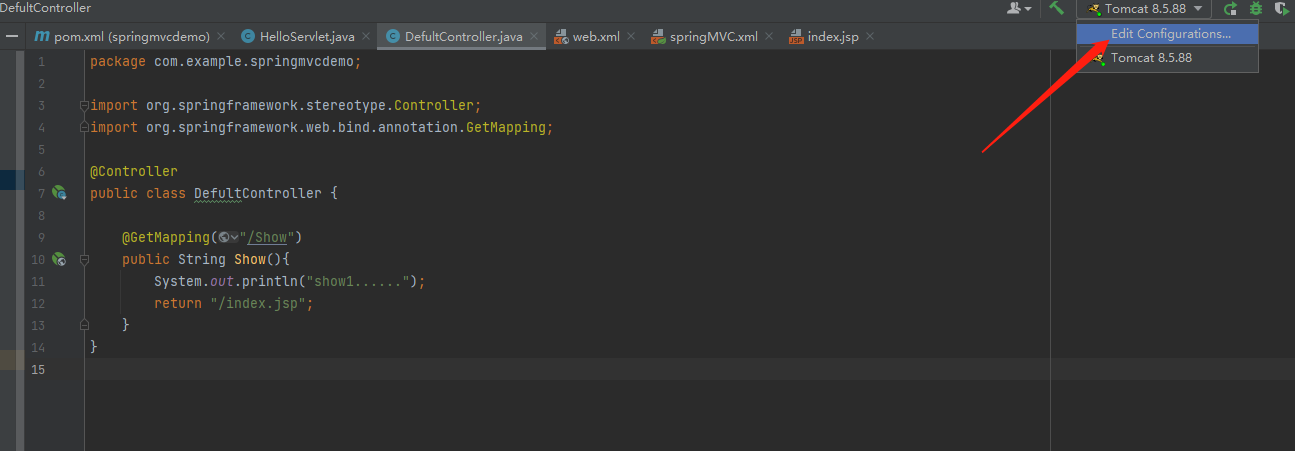 DefultController
Tomcat 8.5.88
pom.xml (springmvcdemo) HelloServlet.java DefultController.java web.xml springMVC.xml index.jsp
Edit Configurations...
Tomcat 8.5.88
1 package com.example.springmvcdemo;
2
3 import org.springframework.stereotype.Controller;
4 import org.springframework.web.bind.annotation.GetMapping;
5
6 @Controller
7 public class DefultController {
8
9 @GetMapping("/Show")
10 public String Show(){
11 System.out.println("show1......");
12 return "/index.jsp";
13 }
14 }
15